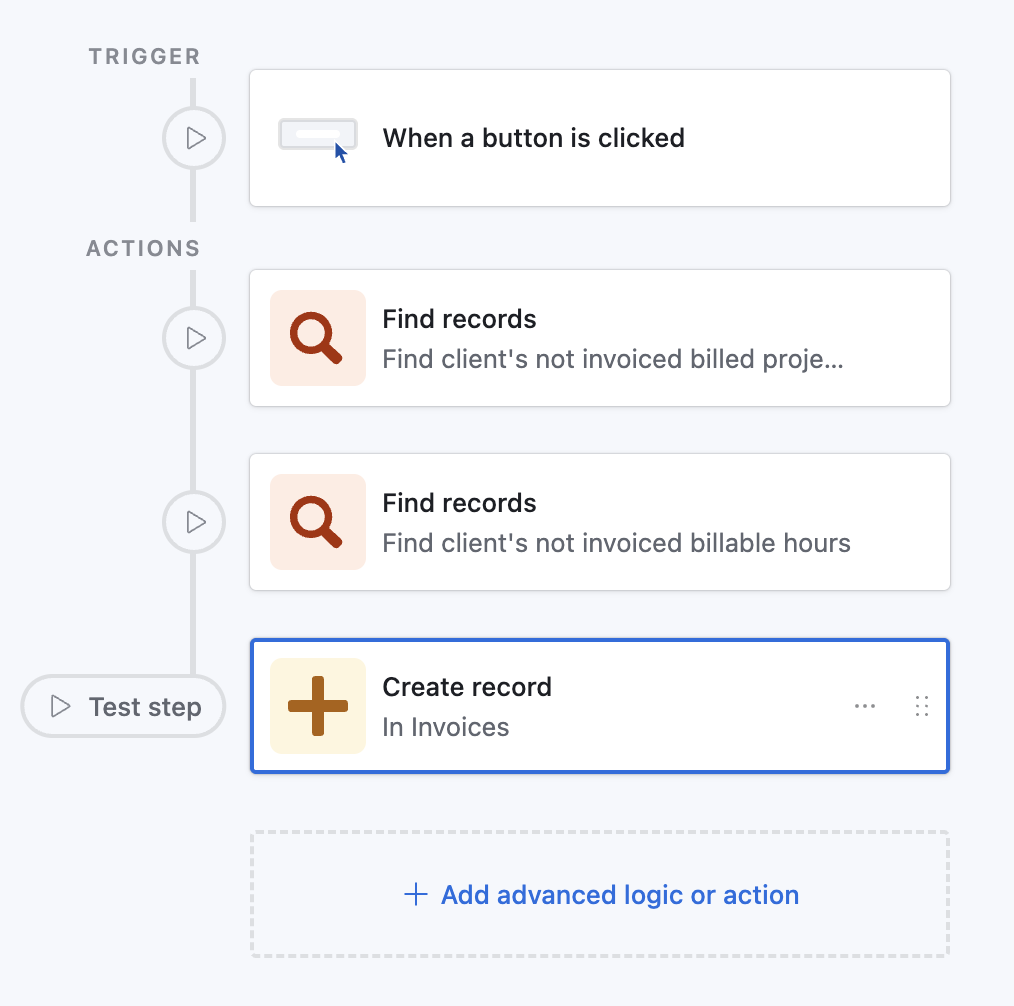 TRIGGER
When a button is clicked
ACTIONS
Find records
Find client's not invoiced billed proje...
Find records
Find client's not invoiced billable hours
Test step
Create record
In Invoices
Add advanced logic or action